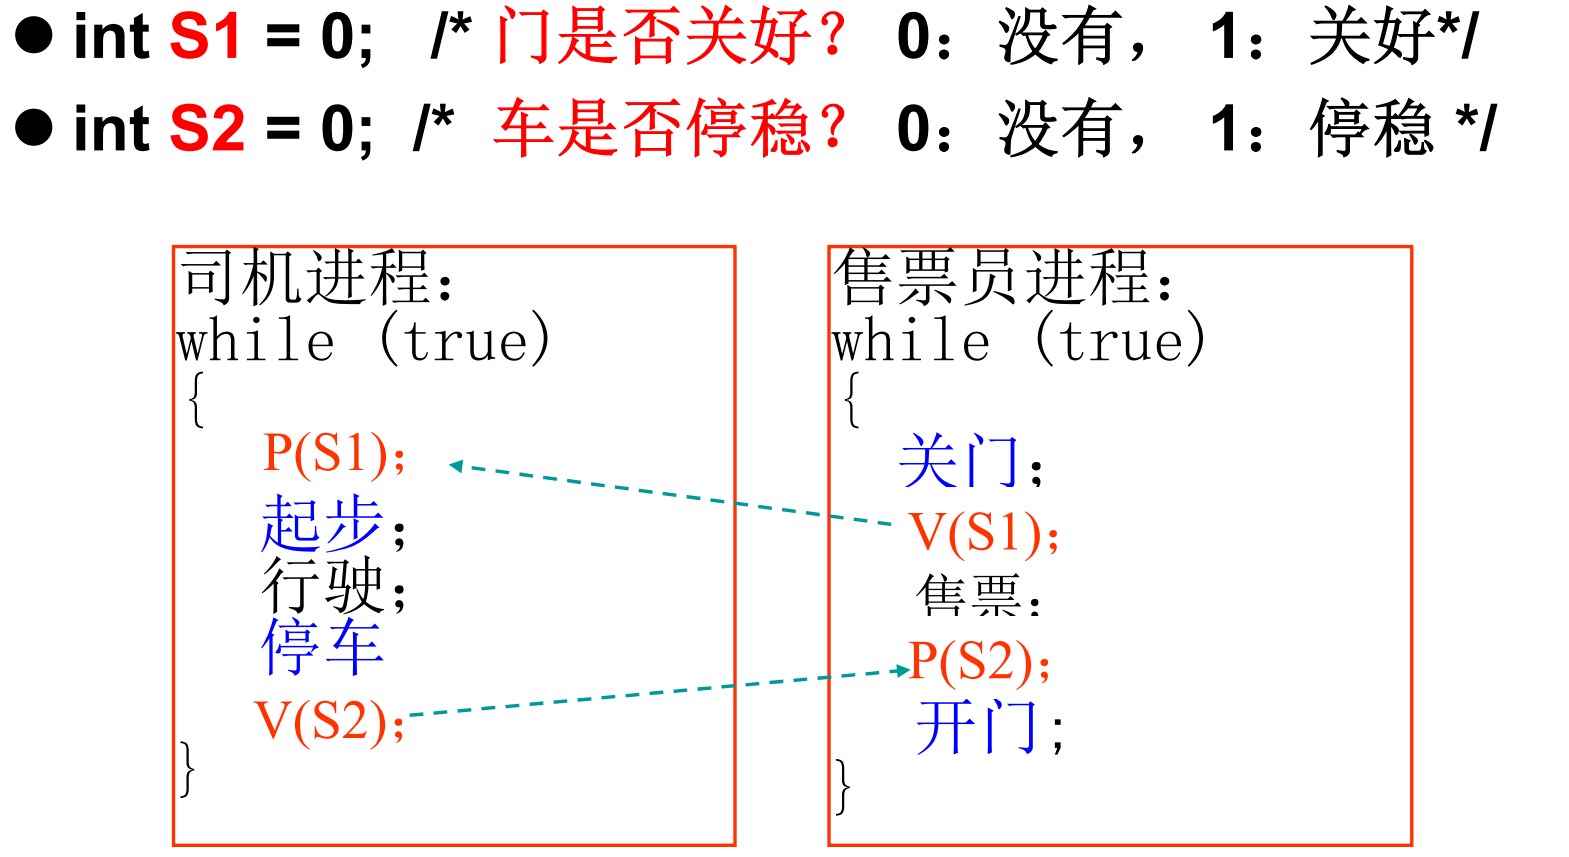 ● int S1 = 0;   /* 门是否关好？ 0：没有， 1：关好*/
● int S2 = 0;  /* 车是否停稳？ 0：没有， 1：停稳 */
司机进程：
while (true)
{
P(S1)；
起步；
行驶；
停车
V(S2)；
}
售票员进程：
while (true)
{
关门；
V(S1)；
售票；
P(S2)；
开门；
}